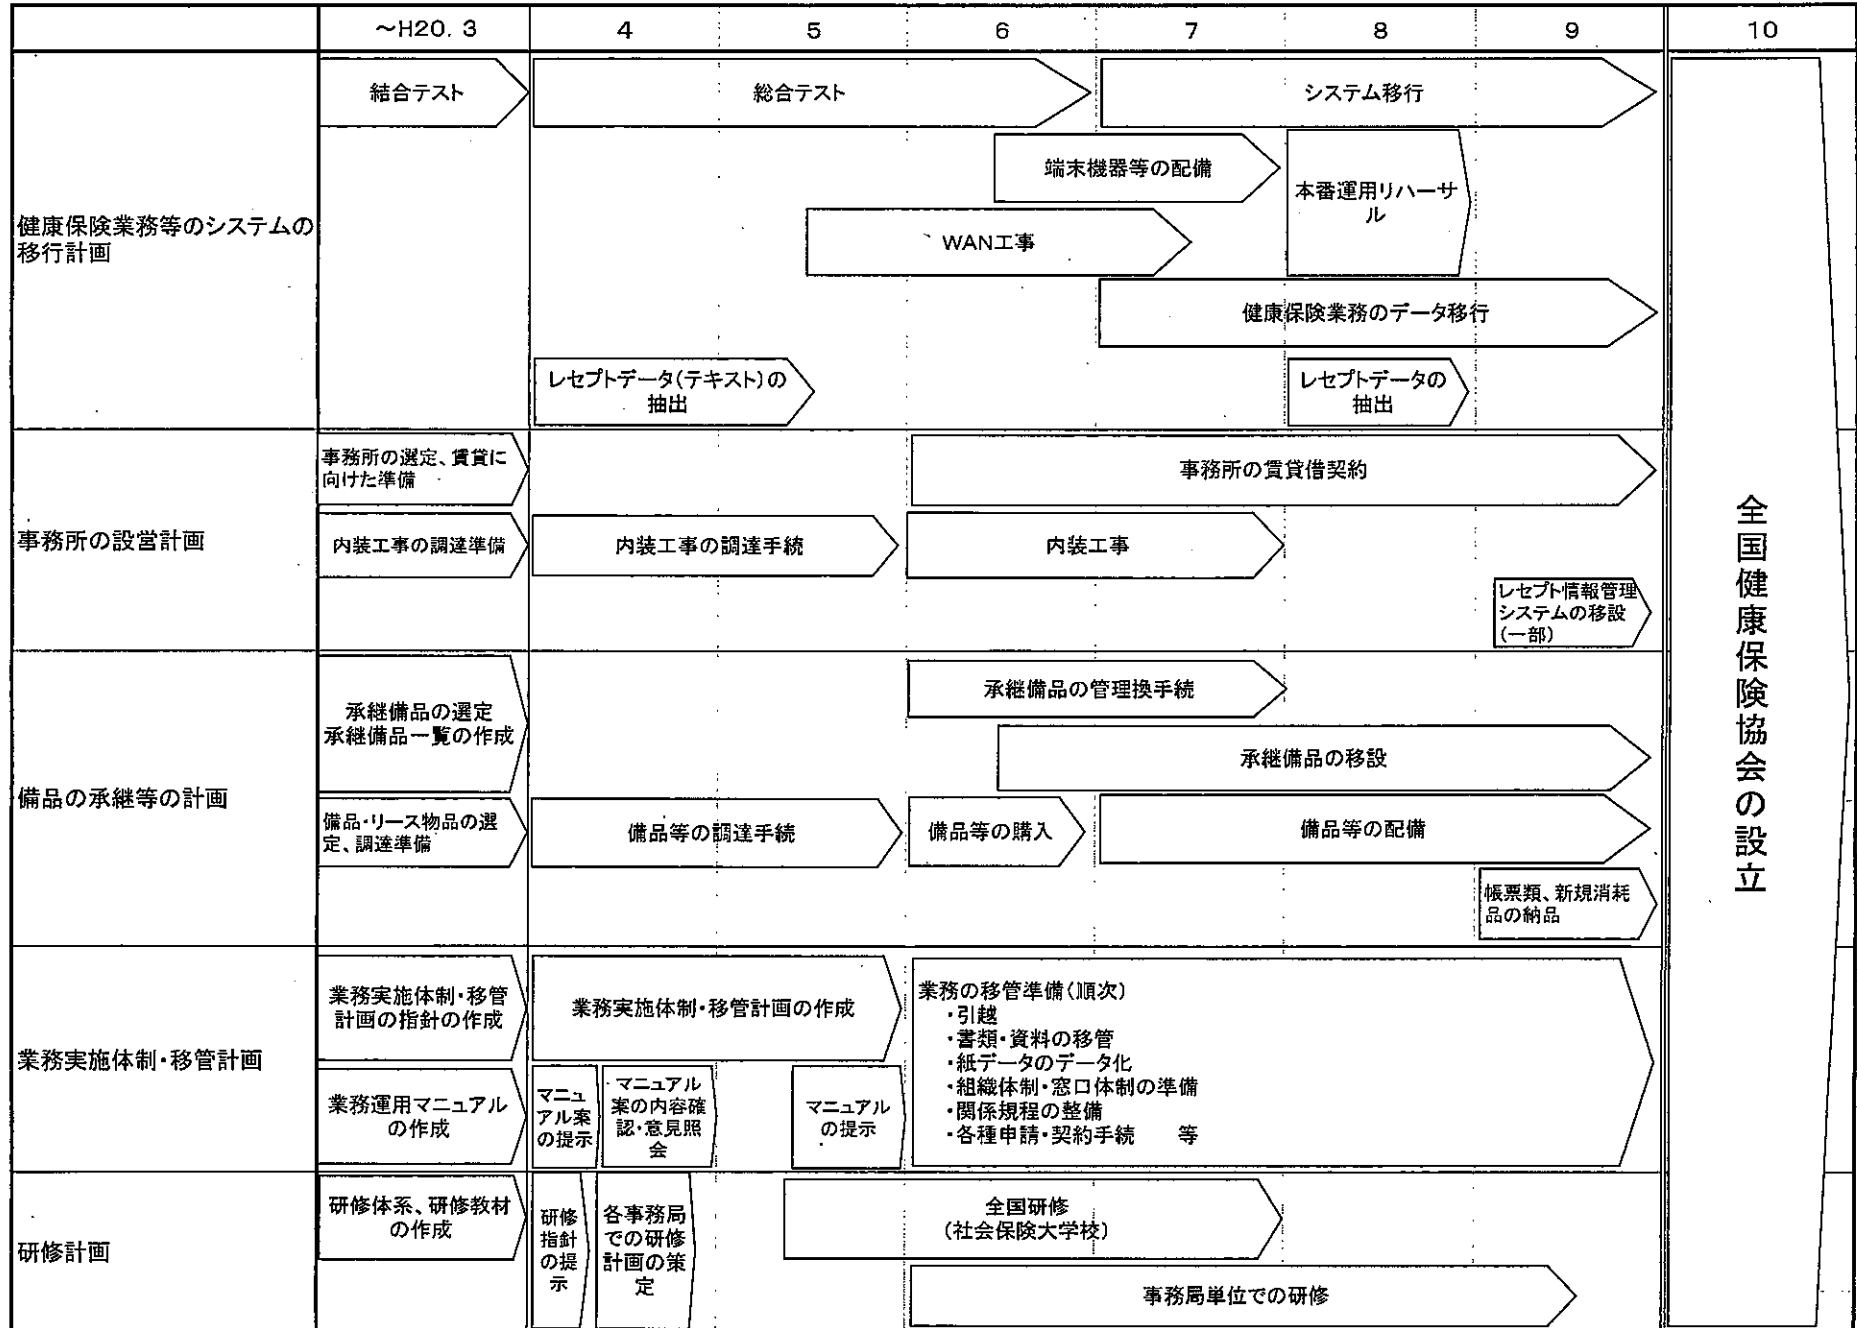 ～H20. 3
4
5
6
7
8
9
10
健康保険業務等のシステムの
移行計画
結合テスト
総合テスト
システム移行
端末機器等の配備
本番運用リハーサ
ル
WAN工事
健康保険業務のデータ移行
レセプトデータ(テキスト)の
抽出
レセプトデータの
抽出
事務所の設営計画
事務所の選定、賃貸に
向けた準備
事務所の賃貸借契約
内装工事の調達準備
内装工事の調達手続
内装工事
レセプト情報管理
システムの移設
(一部)
備品の承継等の計画
承継備品の選定
承継備品一覧の作成
承継備品の管理換手続
承継備品の移設
備品・リース物品の選
定、調達準備
備品等の調達手続
備品等の購入
備品等の配備
帳票類、新規消耗
品の納品
業務実施体制・移管計画
業務実施体制・移管
計画の指針の作成
業務実施体制・移管計画の作成
業務の移管準備(順次)
・引越
・書類・資料の移管
・紙データのデータ化
・組織体制・窓口体制の準備
・関係規程の整備
・各種申請・契約手続　等
業務運用マニュアル
の作成
マニュ
アル案
の提示
マニュアル
案の内容確
認・意見照
会
マニュアル
の提示
研修計画
研修体系、研修教材
の作成
研修
指針
の提
示
各事務局
での研修
計画の策
定
全国研修
(社会保険大学校)
事務局単位での研修
全国健康保険協会の設立